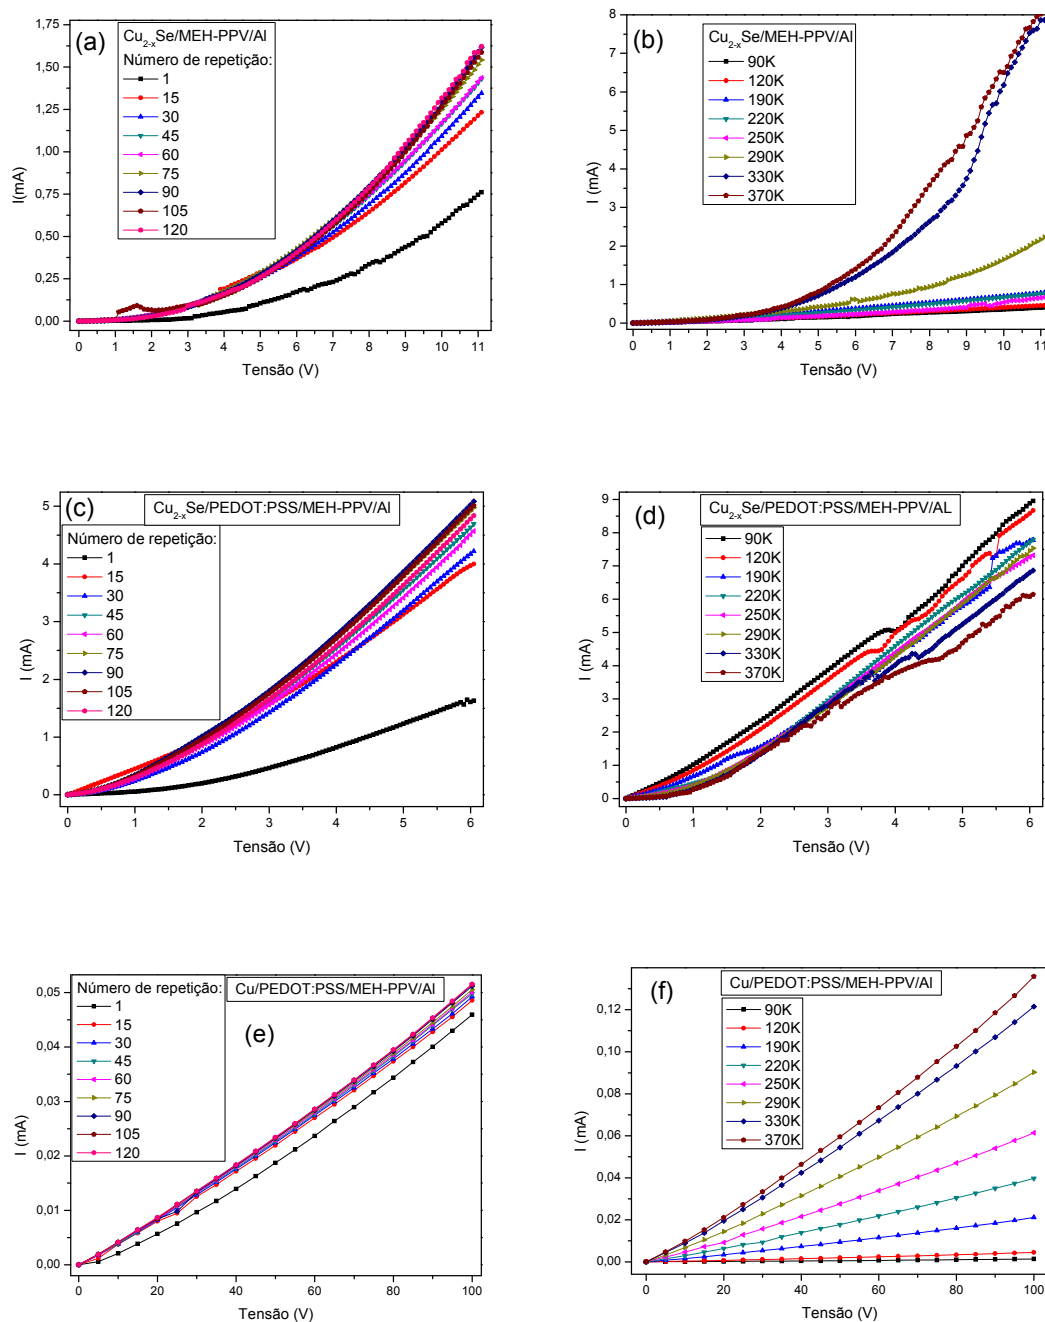 (a)
Cu2-xSe/MEH-PPV/Al
Número de repetição:
1
15
30
45
60
75
90
105
120
1,75
1,50
1,25
1,00
0,75
0,50
0,25
0,00
I(mA)
0 1 2 3 4 5 6 7 8 9 10 11
Tensão (V)
(b)
Cu2-xSe/MEH-PPV/Al
90K
120K
190K
220K
250K
290K
330K
370K
8
7
6
5
4
3
2
1
0
I (mA)
0 1 2 3 4 5 6 7 8 9 10 11
Tensão (V)
(c)
Cu2-xSe/PEDOT:PSS/MEH-PPV/Al
Número de repetição:
1
15
30
45
60
75
90
105
120
5
4
3
2
1
0
I (mA)
0 1 2 3 4 5 6
Tensão (V)
(d)
Cu2-xSe/PEDOT:PSS/MEH-PPV/AL
90K
120K
190K
220K
250K
290K
330K
370K
9
8
7
6
5
4
3
2
1
0
I (mA)
0 1 2 3 4 5 6
Tensão (V)
(e)
Cu/PEDOT:PSS/MEH-PPV/Al
Número de repetição:
1
15
30
45
60
75
90
105
120
0,05
0,04
0,03
0,02
0,01
0,00
I (mA)
0 20 40 60 80 100
Tensão (V)
(f)
Cu/PEDOT:PSS/MEH-PPV/Al
90K
120K
190K
220K
250K
290K
330K
370K
0,12
0,10
0,08
0,06
0,04
0,02
0,00
I (mA)
0 20 40 60 80 100
Tensão (V)